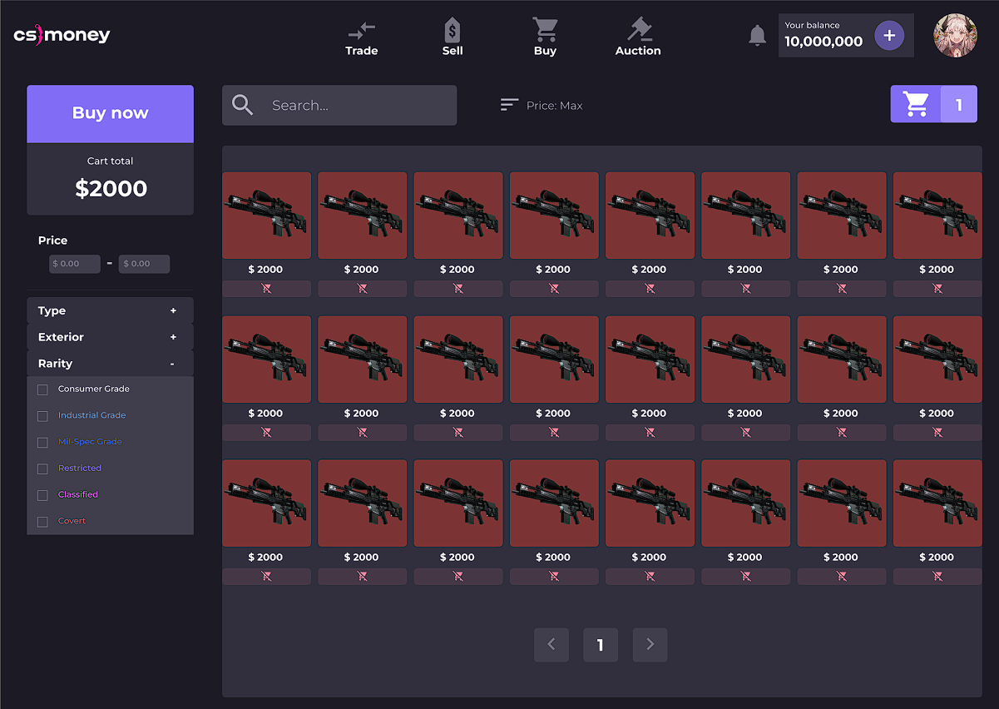 cs money
Trade
Sell
Buy
Auction
Your balance
10,000,000
+
Buy now
Search...
Price: Max
1
Cart total
$2000
Price
$ 0.00 - $ 0.00
Type +
Exterior +
Rarity -
Consumer Grade
Industrial Grade
Mil-Spec Grade
Restricted
Classified
Covert
$ 2000 $ 2000 $ 2000 $ 2000 $ 2000 $ 2000 $ 2000 $ 2000
$ 2000 $ 2000 $ 2000 $ 2000 $ 2000 $ 2000 $ 2000 $ 2000
$ 2000 $ 2000 $ 2000 $ 2000 $ 2000 $ 2000 $ 2000 $ 2000
< 1 >